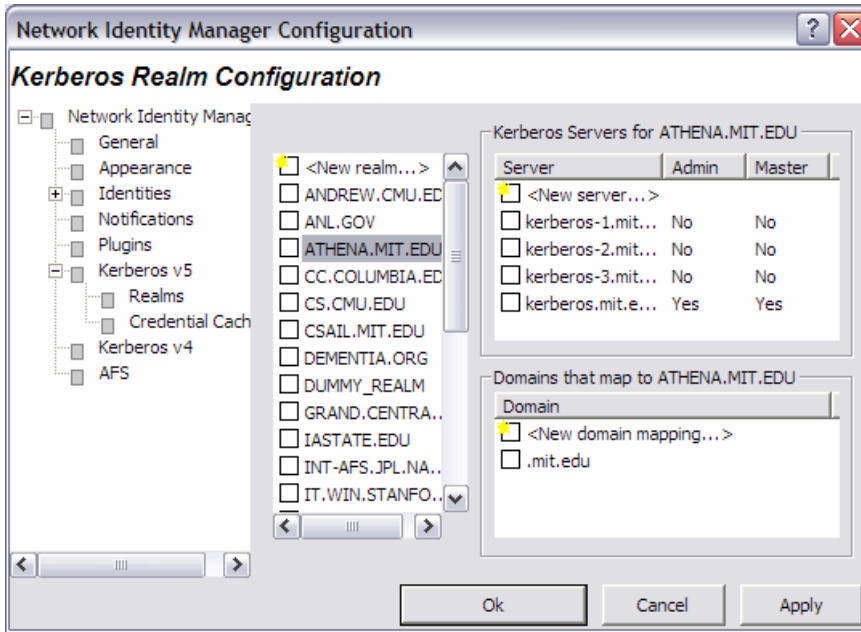 Network Identity Manager Configuration
Kerberos Realm Configuration
Network Identity Manag
General
Appearance
Identities
Notifications
Plugins
Kerberos v5
Realms
Credential Cach
Kerberos v4
AFS
<New realm...>
ANDREW.CMU.ED
ANL.GOV
ATHENA.MIT.EDU
CC.COLUMBIA.ED
CS.CMU.EDU
CSAIL.MIT.EDU
DEMENTIA.ORG
DUMMY_REALM
GRAND.CENTRA...
IASTATE.EDU
INT-AFS.JPL.NA...
IT.WIN.STANFO...
Kerberos Servers for ATHENA.MIT.EDU
Server Admin Master
<New server...>
kerberos-1.mit... No No
kerberos-2.mit... No No
kerberos-3.mit... No No
kerberos.mit.e... Yes Yes
Domains that map to ATHENA.MIT.EDU
Domain
<New domain mapping...>
.mit.edu
Ok Cancel Apply